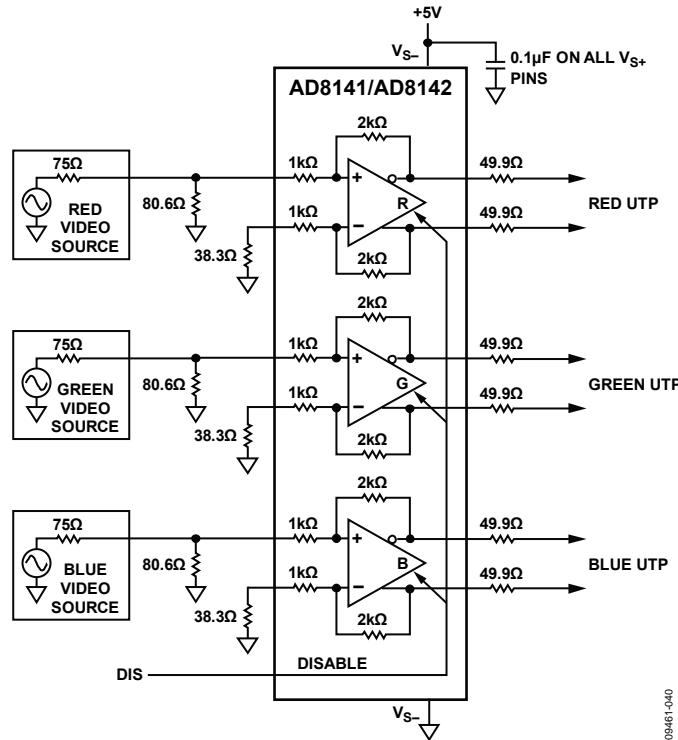 +5V
VS–
0.1µF ON ALL VS+
PINS
AD8141/AD8142
2kΩ
75Ω
1kΩ
49.9Ω
RED
VIDEO
SOURCE
80.6Ω
1kΩ
+
–
R
49.9Ω
RED UTP
38.3Ω
2kΩ
2kΩ
75Ω
1kΩ
49.9Ω
GREEN
VIDEO
SOURCE
80.6Ω
1kΩ
+
–
G
49.9Ω
GREEN UTP
38.3Ω
2kΩ
2kΩ
75Ω
1kΩ
49.9Ω
BLUE
VIDEO
SOURCE
80.6Ω
1kΩ
+
–
B
49.9Ω
BLUE UTP
38.3Ω
2kΩ
DISABLE
DIS
VS–
09461-040